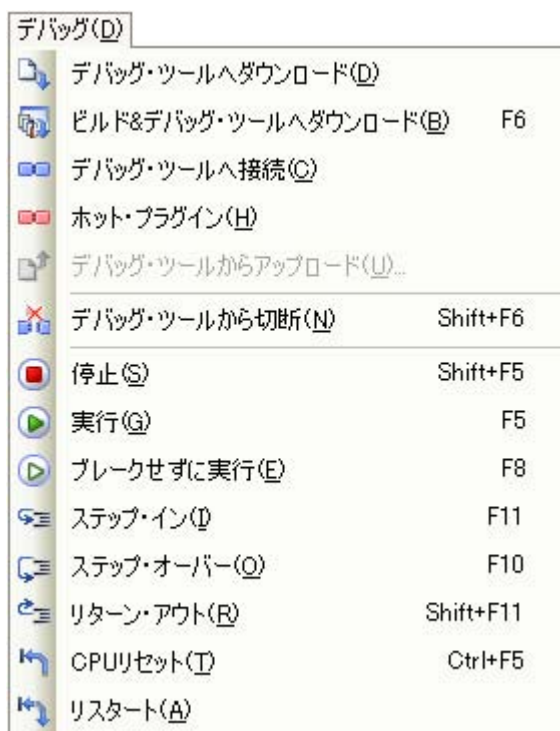 デバッグ(D)
デバッグ・ツールへダウンロード(D)
ビルド&デバッグ・ツールへダウンロード(B) F6
デバッグ・ツールへ接続(C)
ホット・プラグイン(H)
デバッグ・ツールからアップロード(U)...
デバッグ・ツールから切断(N) Shift+F6
停止(S) Shift+F5
実行(G) F5
ブレークせずに実行(E) F8
ステップ・イン(I) F11
ステップ・オーバー(O) F10
リターン・アウト(R) Shift+F11
CPUリセット(T) Ctrl+F5
リスタート(A)